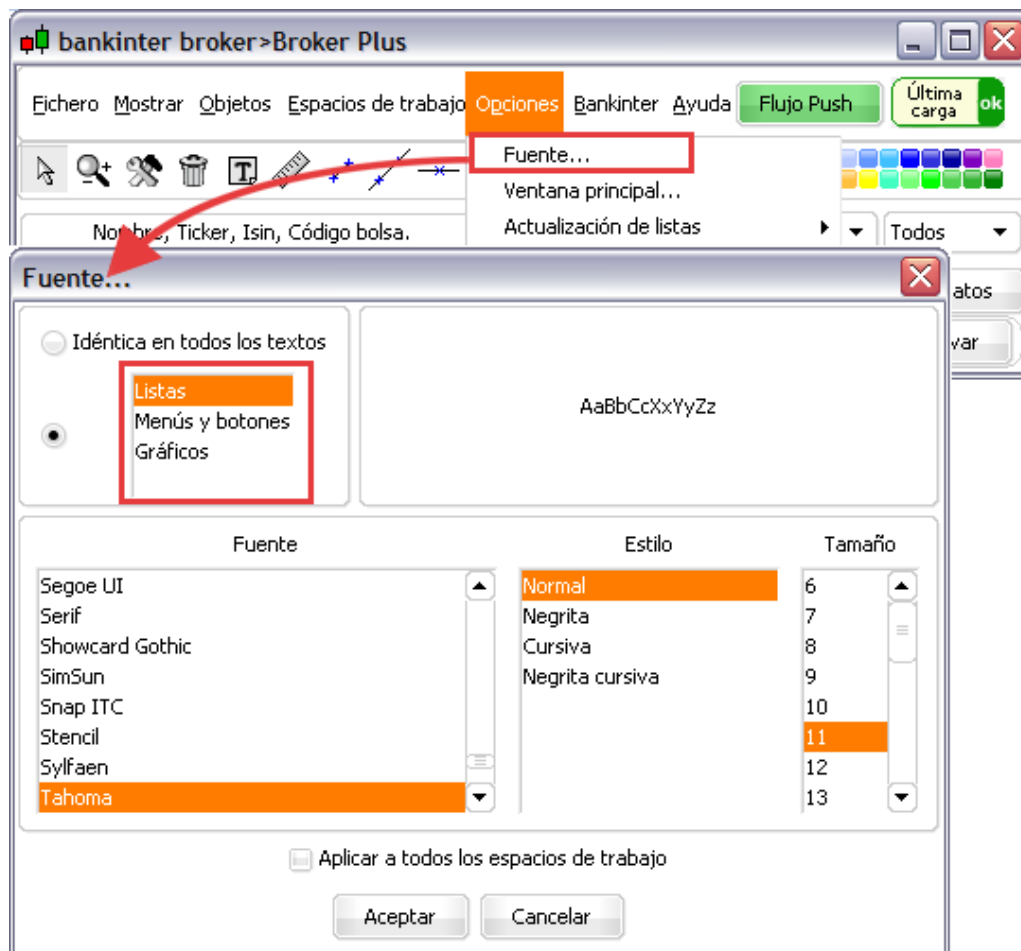 bankinter broker>Broker Plus
Fichero Mostrar Objetos Espacios de trabajo Opciones Bankinter Ayuda Flujo Push Última carga ok
Fuente...
Ventana principal...
Actualización de listas
Nombre, Ticker, Isin, Código bolsa.
Todos
Fuente...
atos
var
Idéntica en todos los textos
Listas
Menús y botones
Gráficos
AaBbCcXxYyZz
Fuente Estilo Tamaño
Segoe UI Normal 6
Serif Negrita 7
Showcard Gothic Cursiva 8
SimSun Negrita cursiva 9
Snap ITC 10
Stencil 11
Sylfaen 12
Tahoma 13
Aplicar a todos los espacios de trabajo
Aceptar Cancelar